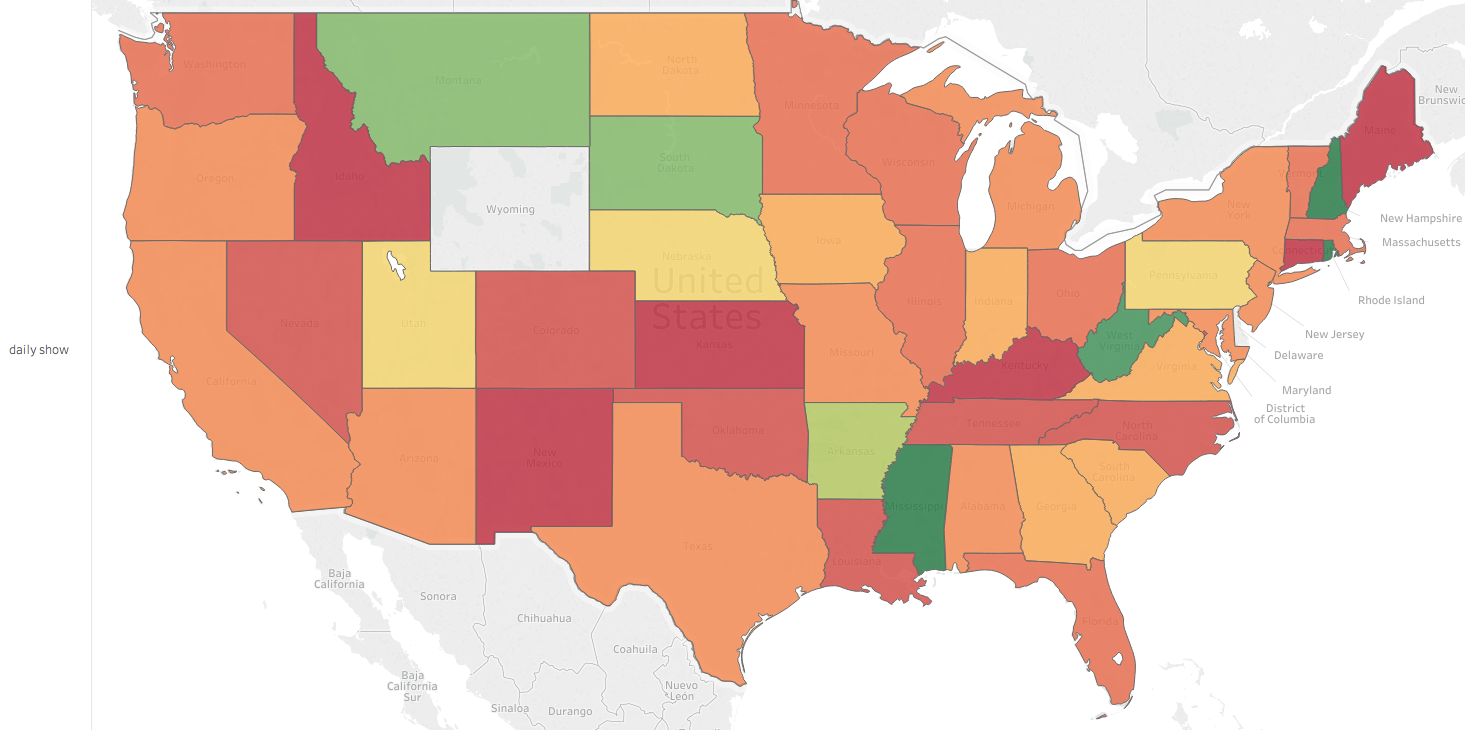 Washington
Montana
North
Dakota
Minnesota
Maine
New
Brunswic
Oregon
Idaho
South
Dakota
Wisconsin
Michigan
Vermont
New
York
Wyoming
New Hampshire
Massachusetts
Connectic
Rhode Island
Nebraska
Iowa
United
States
Pennsylvania
Nevada
Utah
Colorado
Kansas
Illinois
Indiana
Ohio
West
Virginia
New Jersey
Delaware
daily show
California
Missouri
Kentucky
Virginia
Maryland
District
of Columbia
Arizona
New
Mexico
Oklahoma
Arkansas
Tennessee
North
Carolina
South
Carolina
Texas
Louisiana
Mississippi
Alabama
Georgia
Florida
Baja
California
Sonora
Chihuahua
Coahuila
Baja
California
Sur
Sinaloa
Durango
Nuevo
León